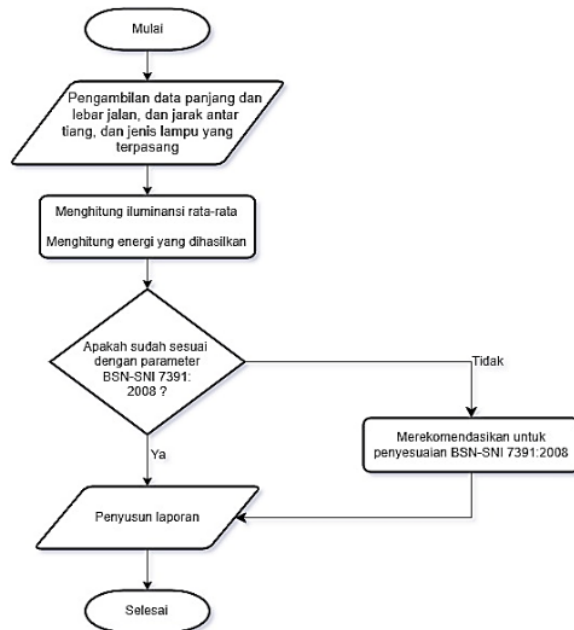 Mulai
Pengambilan data panjang dan
lebar jalan, dan jarak antar
tiang, dan jenis lampu yang
terpasang
Menghitung iluminansi rata-rata
Menghitung energi yang dihasilkan
Apakah sudah sesuai
dengan parameter
BSN-SNI 7391:
2008 ?
Tidak
Merekomendasikan untuk
penyesuaian BSN-SNI 7391:2008
Ya
Penyusun laporan
Selesai